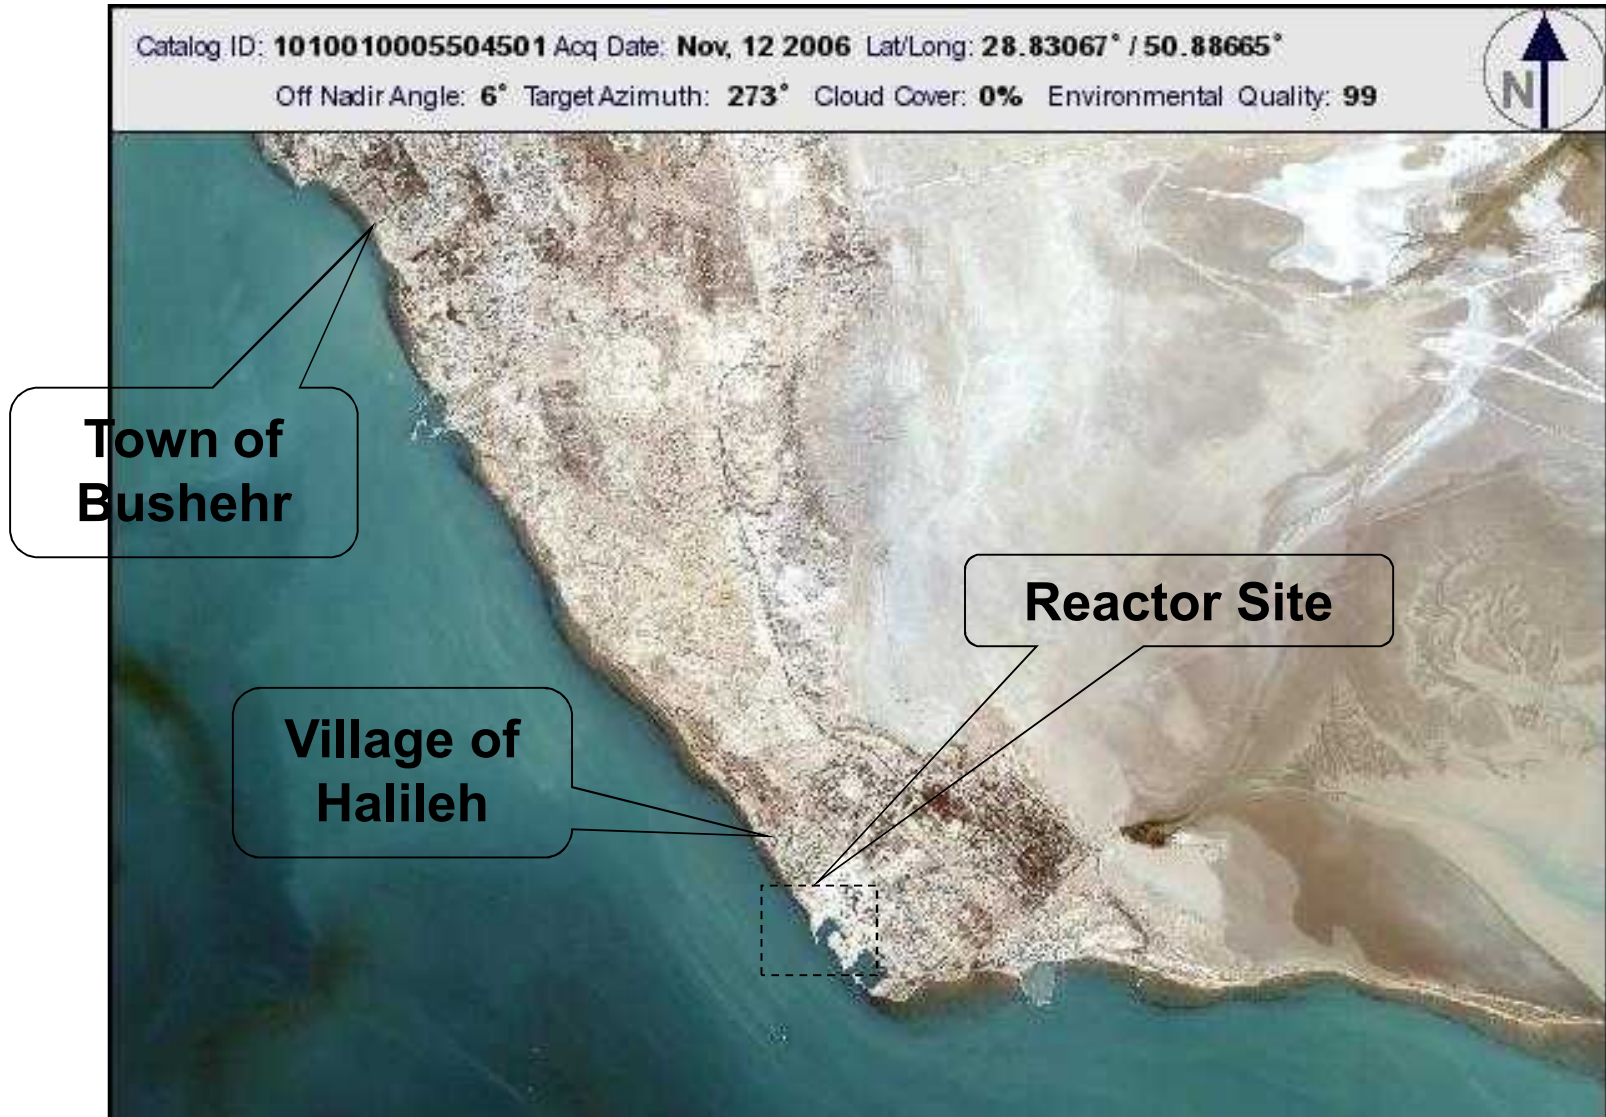 Catalog ID: 1010010005504501 Acq Date: Nov, 12 2006 Lat/Long: 28.83067° / 50.88665°
Off Nadir Angle: 6° Target Azimuth: 273° Cloud Cover: 0% Environmental Quality: 99
N
Town of
Bushehr
Reactor Site
Village of
Halileh